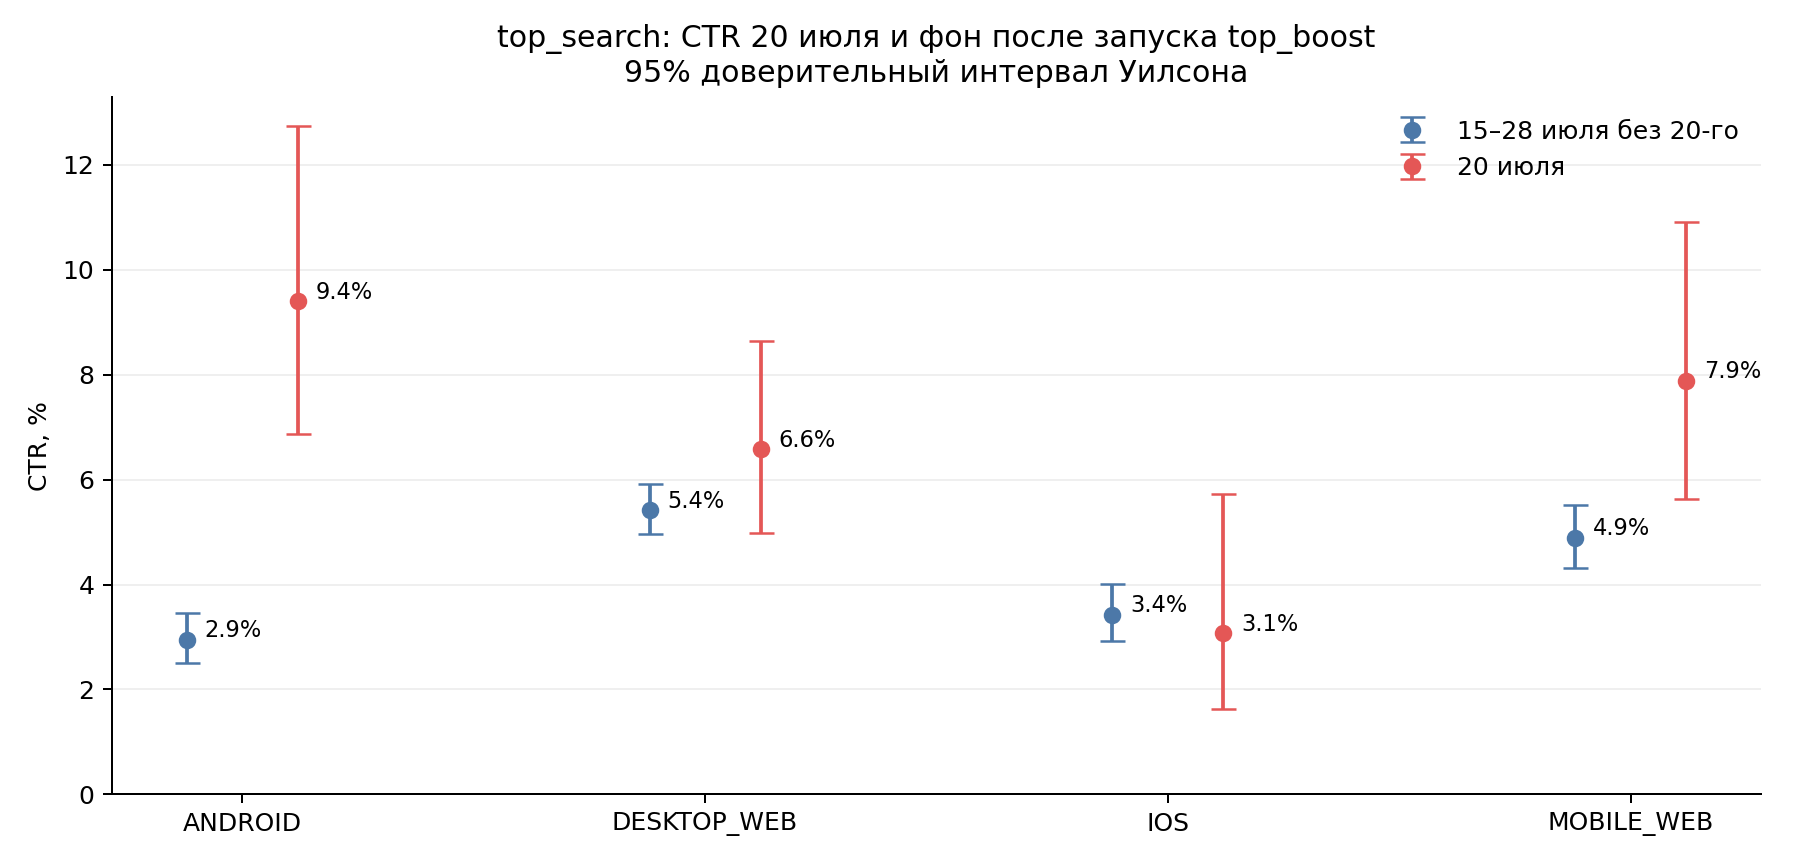 top_search: CTR 20 июля и фон после запуска top_boost
95% доверительный интервал Уилсона
15–28 июля без 20-го
20 июля
CTR, %
12
10
8
6
4
2
0
9.4%
2.9%
6.6%
5.4%
3.4%
3.1%
7.9%
4.9%
ANDROID
DESKTOP_WEB
IOS
MOBILE_WEB